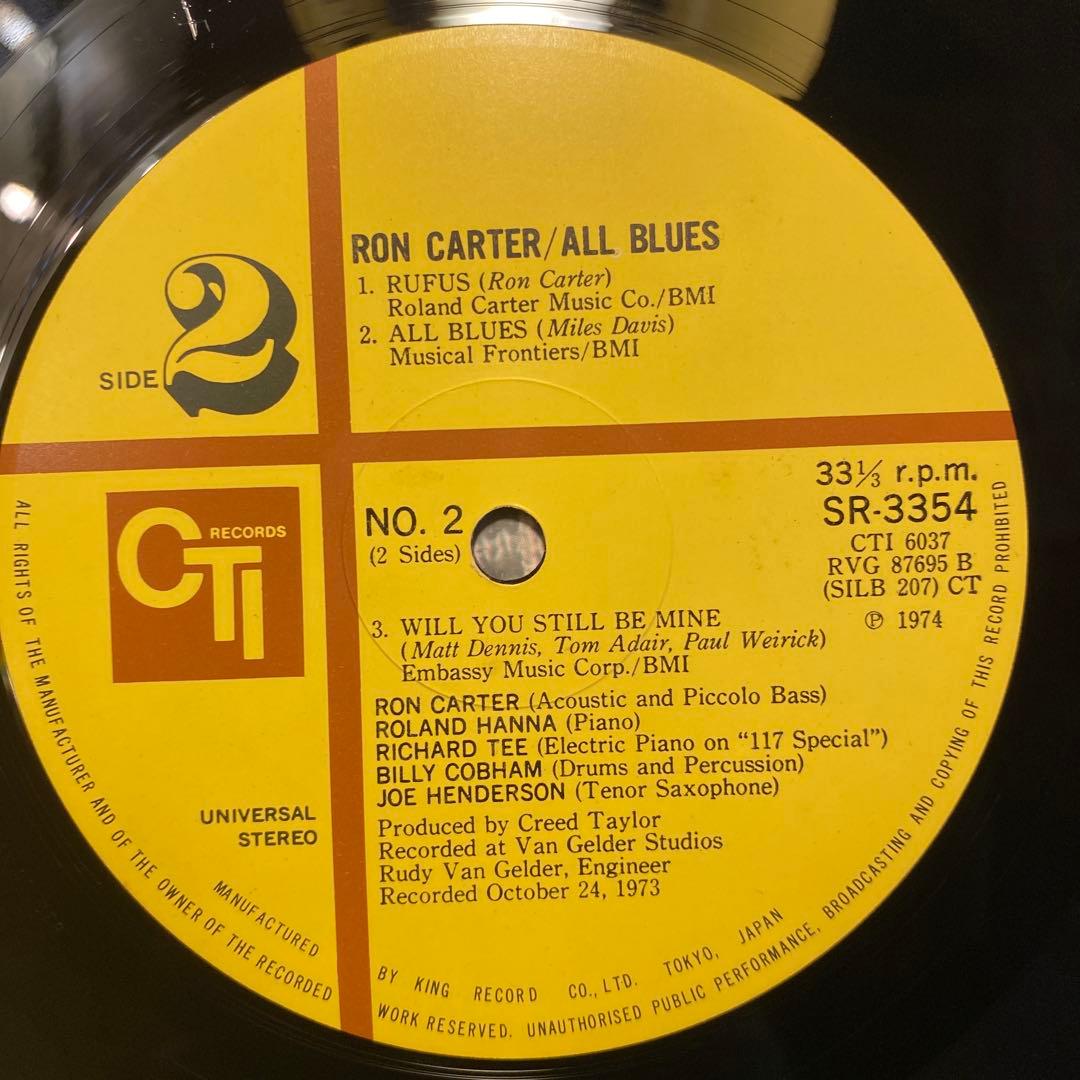 RON CARTER/ALL BLUES
1. RUFUS (Ron Carter)
Roland Carter Music Co./BMI
2. ALL BLUES (Miles Davis)
Musical Frontiers/BMI
SIDE 2
CTI RECORDS
NO. 2
(2 Sides)
33⅓ r.p.m.
SR-3354
CTI 6037
RVG 87695 B
(SILB 207) CT
℗ 1974
3. WILL YOU STILL BE MINE
(Matt Dennis, Tom Adair, Paul Weirick)
Embassy Music Corp./BMI
RON CARTER (Acoustic and Piccolo Bass)
ROLAND HANNA (Piano)
RICHARD TEE (Electric Piano on “117 Special”)
BILLY COBHAM (Drums and Percussion)
JOE HENDERSON (Tenor Saxophone)
UNIVERSAL
STEREO
Produced by Creed Taylor
Recorded at Van Gelder Studios
Rudy Van Gelder, Engineer
Recorded October 24, 1973
MANUFACTURED BY KING RECORD CO., LTD. TOKYO, JAPAN
ALL RIGHTS OF THE MANUFACTURER AND OF THE OWNER OF THE RECORDED WORK RESERVED. UNAUTHORISED PUBLIC PERFORMANCE, BROADCASTING AND COPYING OF THIS RECORD PROHIBITED